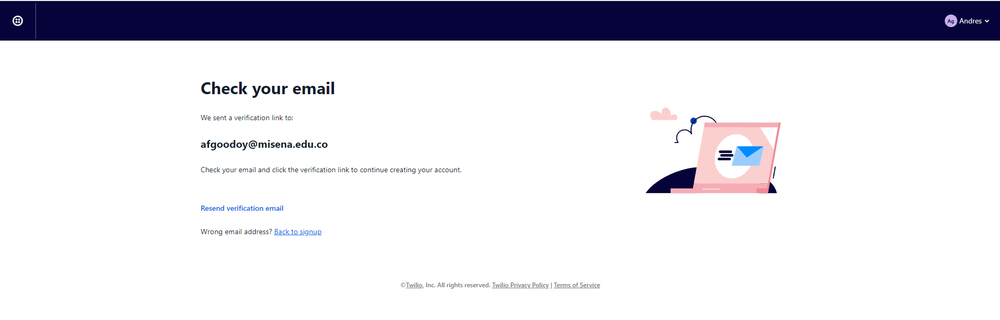 Ag Andres
Check your email
We sent a verification link to:
afgoodoy@misena.edu.co
Check your email and click the verification link to continue creating your account.
Resend verification email
Wrong email address? Back to signup
©Twilio, Inc. All rights reserved. Twilio Privacy Policy | Terms of Service